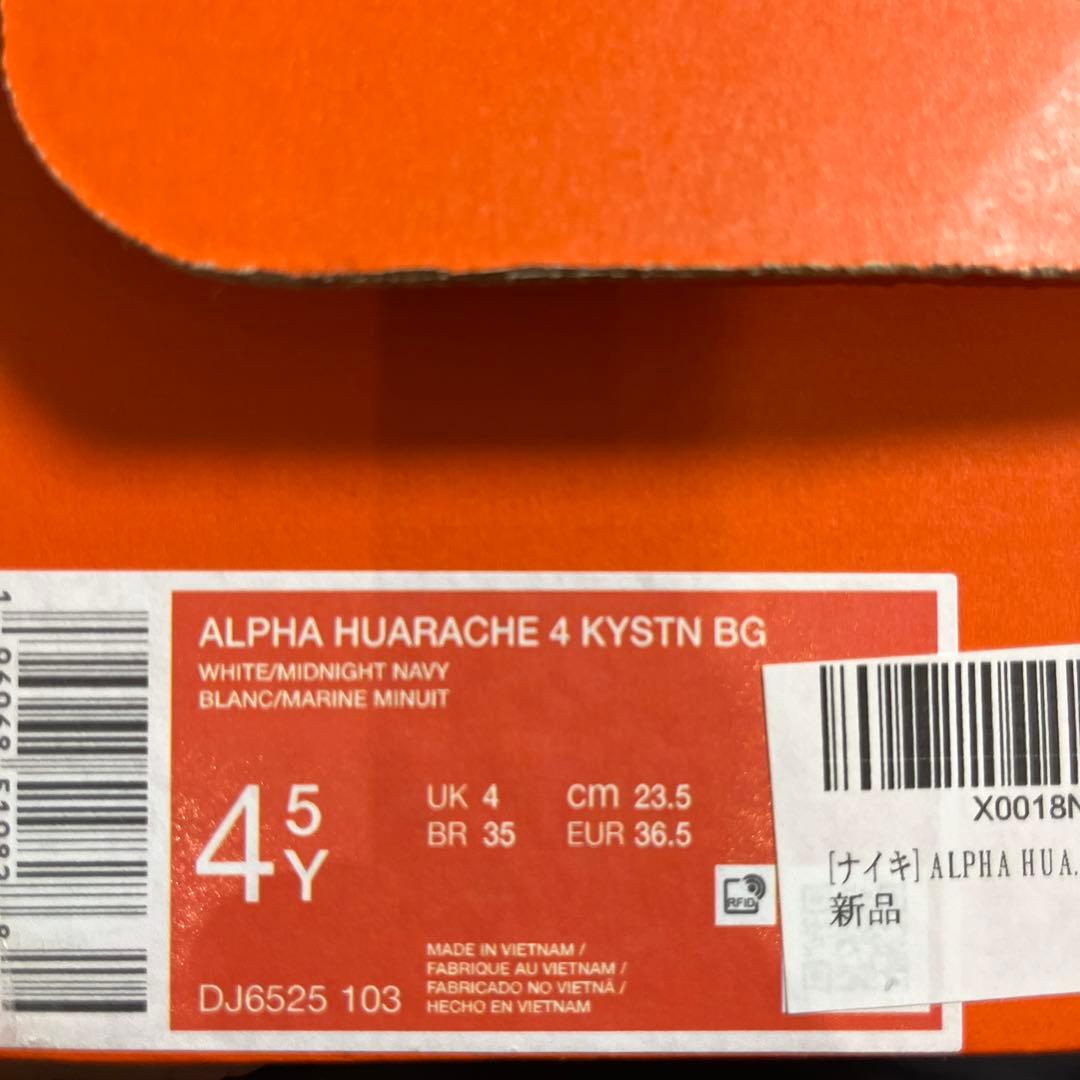 ALPHA HUARACHE 4 KYSTN BG
WHITE/MIDNIGHT NAVY
BLANC/MARINE MINUIT
4 5 Y
UK 4 cm 23.5
BR 35 EUR 36.5
RFID
MADE IN VIETNAM /
FABRIQUE AU VIETNAM /
FABRICADO NO VIETNÃ /
HECHO EN VIETNAM
DJ6525 103
X0018N
[ナイキ] ALPHA HUA.
新品